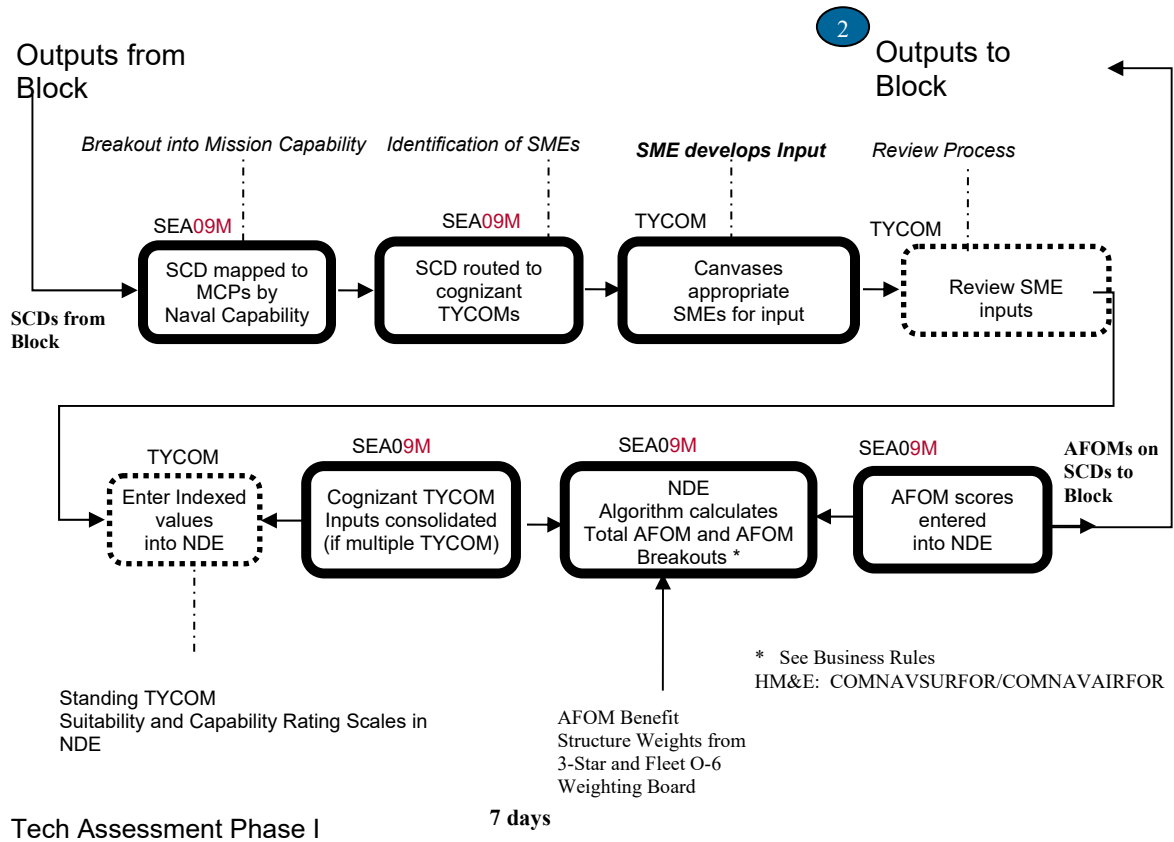 2
Outputs from
Block
Outputs to
Block
Breakout into Mission Capability
Identification of SMEs
SME develops Input
Review Process
SEA09M
SEA09M
TYCOM
TYCOM
SCD mapped to
MCPs by
Naval Capability
SCD routed to
cognizant
TYCOMs
Canvases
appropriate
SMEs for input
Review SME
inputs
SCDs from
Block
TYCOM
SEA09M
SEA09M
SEA09M
AFOMs on
SCDs to
Block
Enter Indexed
values
into NDE
Cognizant TYCOM
Inputs consolidated
(if multiple TYCOM)
NDE
Algorithm calculates
Total AFOM and AFOM
Breakouts *
AFOM scores
entered
into NDE
* See Business Rules
HM&E: COMNAVSURFOR/COMNAVAIRFOR
Standing TYCOM
Suitability and Capability Rating Scales in
NDE
AFOM Benefit
Structure Weights from
3-Star and Fleet O-6
Weighting Board
7 days
Tech Assessment Phase I